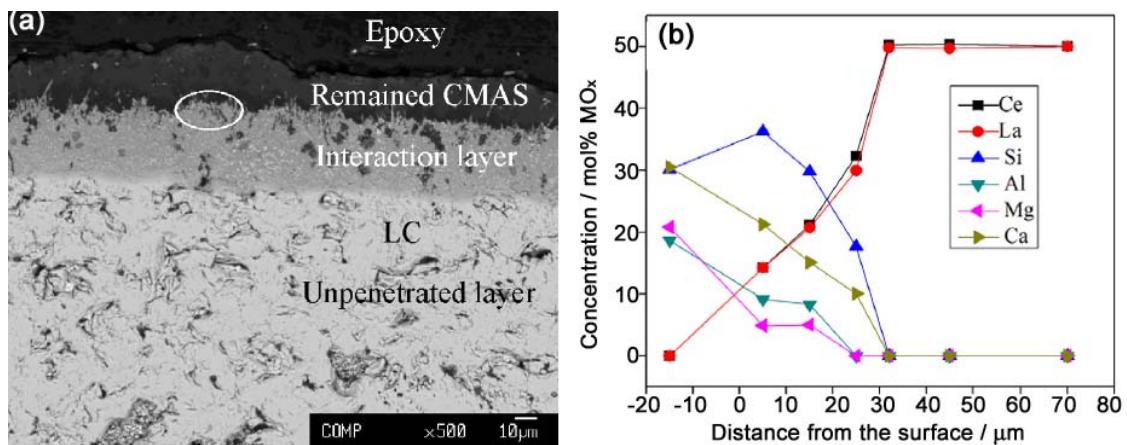 (a)
Epoxy
Remained CMAS
Interaction layer
LC
Unpenetrated layer
COMP ×500 10μm
(b)
Concentration / mol% MOx
50
40
30
20
10
0
Ce
La
Si
Al
Mg
Ca
-20 -10 0 10 20 30 40 50 60 70 80
Distance from the surface / μm